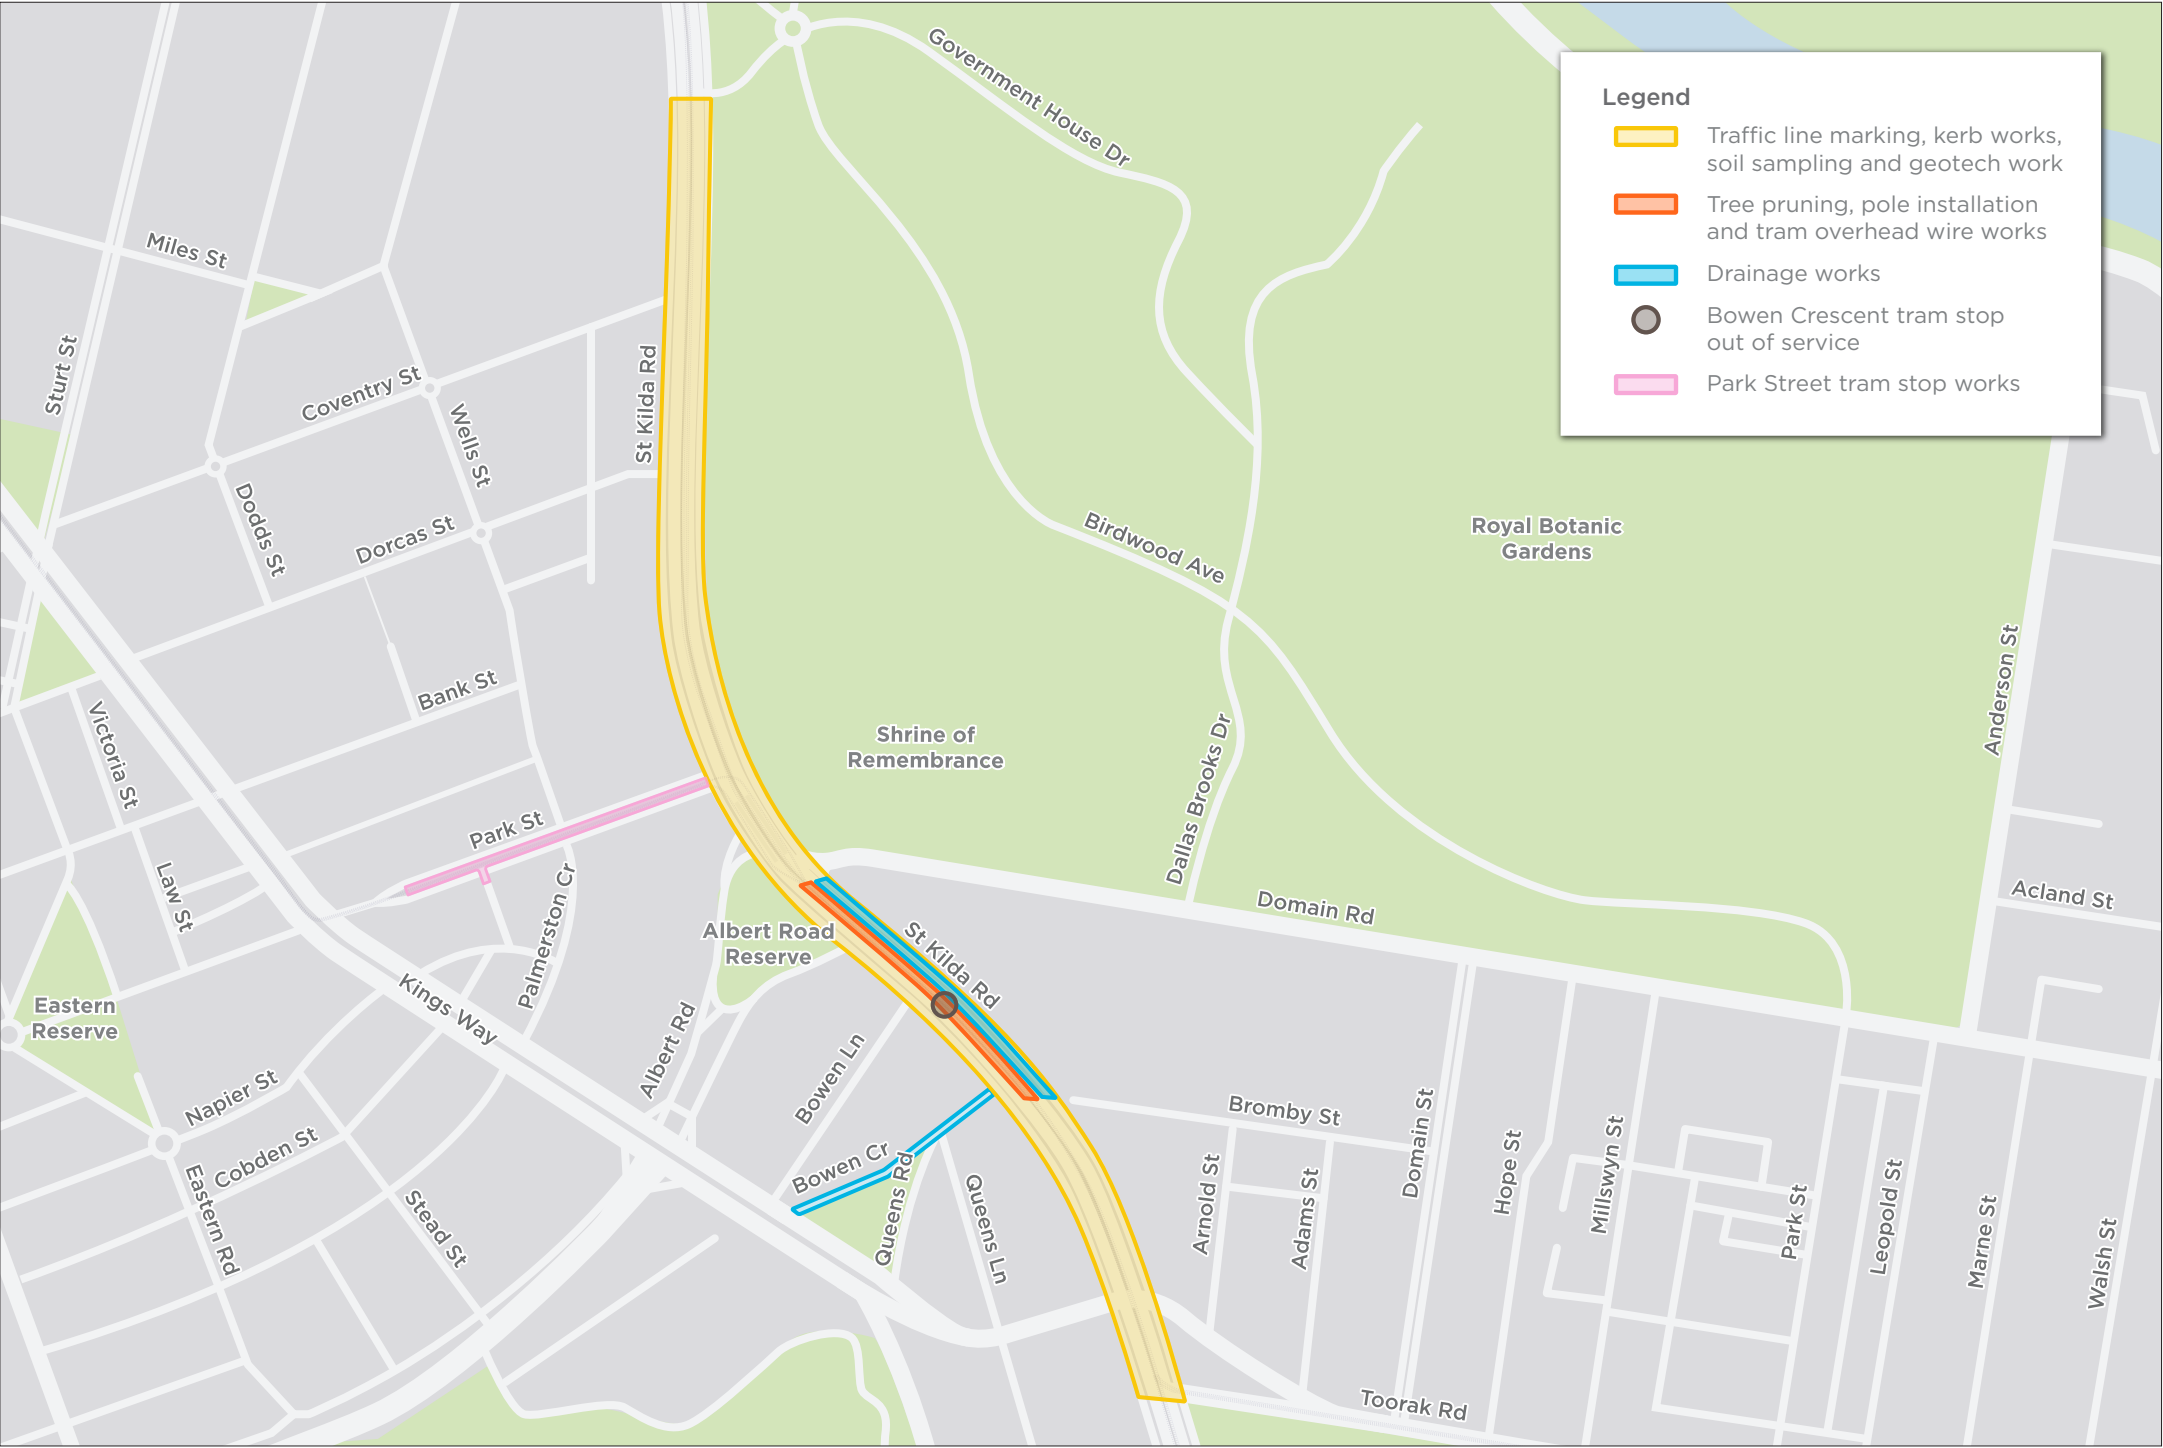 Government House Dr
Legend
Traffic line marking, kerb works,
soil sampling and geotech work
Tree pruning, pole installation
and tram overhead wire works
Drainage works
Bowen Crescent tram stop
out of service
Park Street tram stop works
Miles St
Sturt St
Coventry St
Wells St
St Kilda Rd
Dodds St
Dorcas St
Birdwood Ave
Royal Botanic
Gardens
Anderson St
Bank St
Victoria St
Shrine of
Remembrance
Dallas Brooks Dr
Park St
Law St
Palmerston Cr
Domain Rd
Acland St
Albert Road
Reserve
St Kilda Rd
Eastern
Reserve
Kings Way
Albert Rd
Bowen Ln
Napier St
Cobden St
Bromby St
Eastern Rd
Stead St
Bowen Cr
Queens Rd
Queens Ln
Arnold St
Adams St
Domain St
Hope St
Millswyn St
Park St
Leopold St
Marne St
Walsh St
Toorak Rd